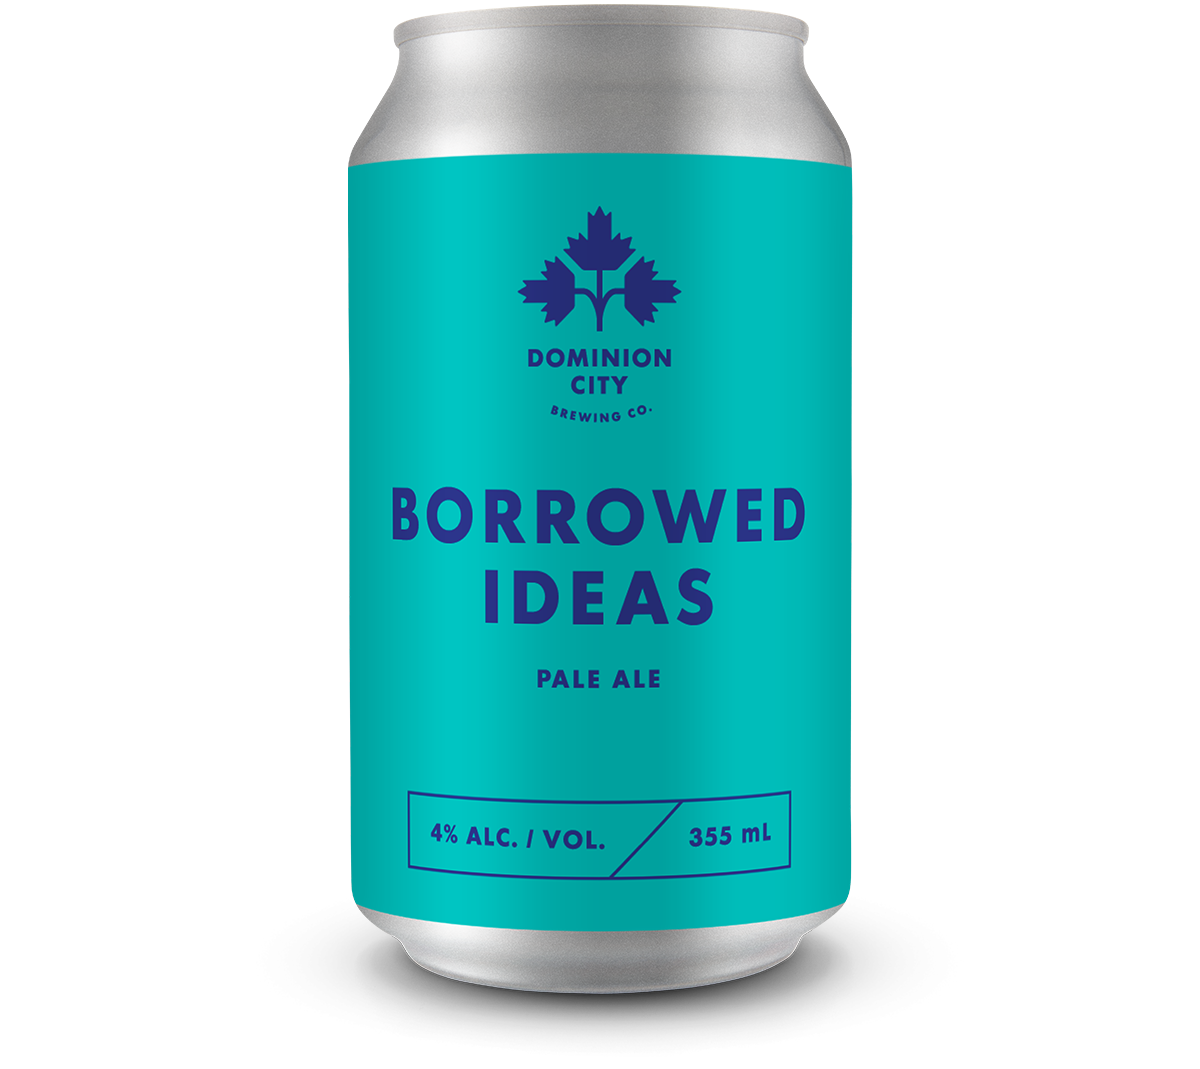 DOMINION
CITY
BREWING CO.
BORROWED
IDEAS
PALE ALE
4% ALC. / VOL.
355 mL